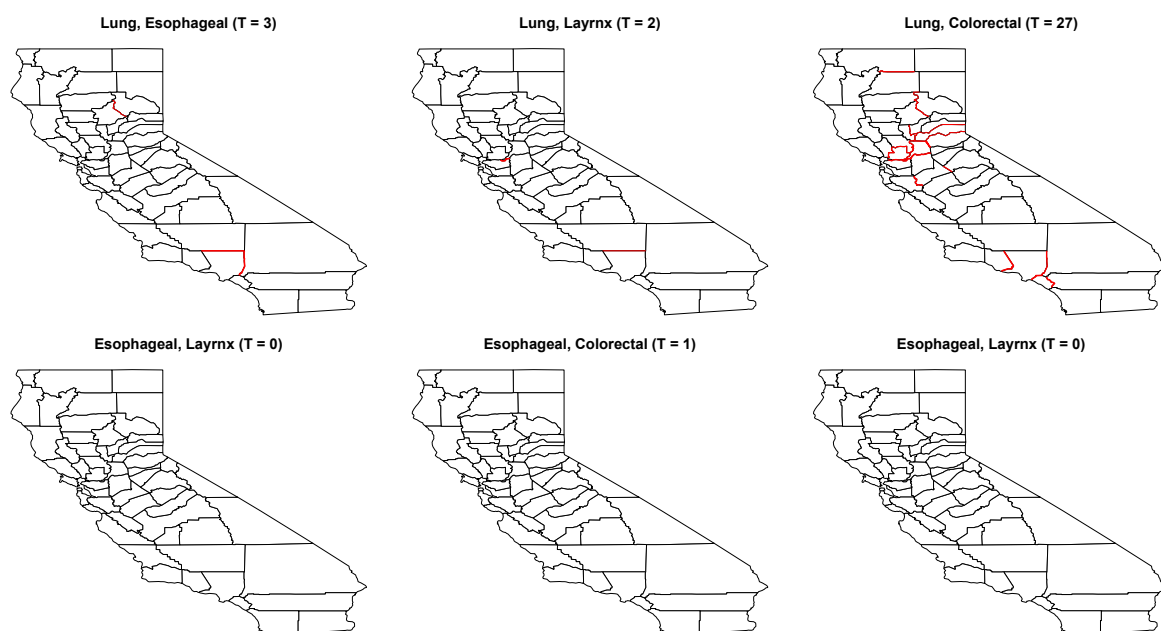 Lung, Esophageal (T = 3)
Lung, Layrnx (T = 2)
Lung, Colorectal (T = 27)
Esophageal, Layrnx (T = 0)
Esophageal, Colorectal (T = 1)
Esophageal, Layrnx (T = 0)